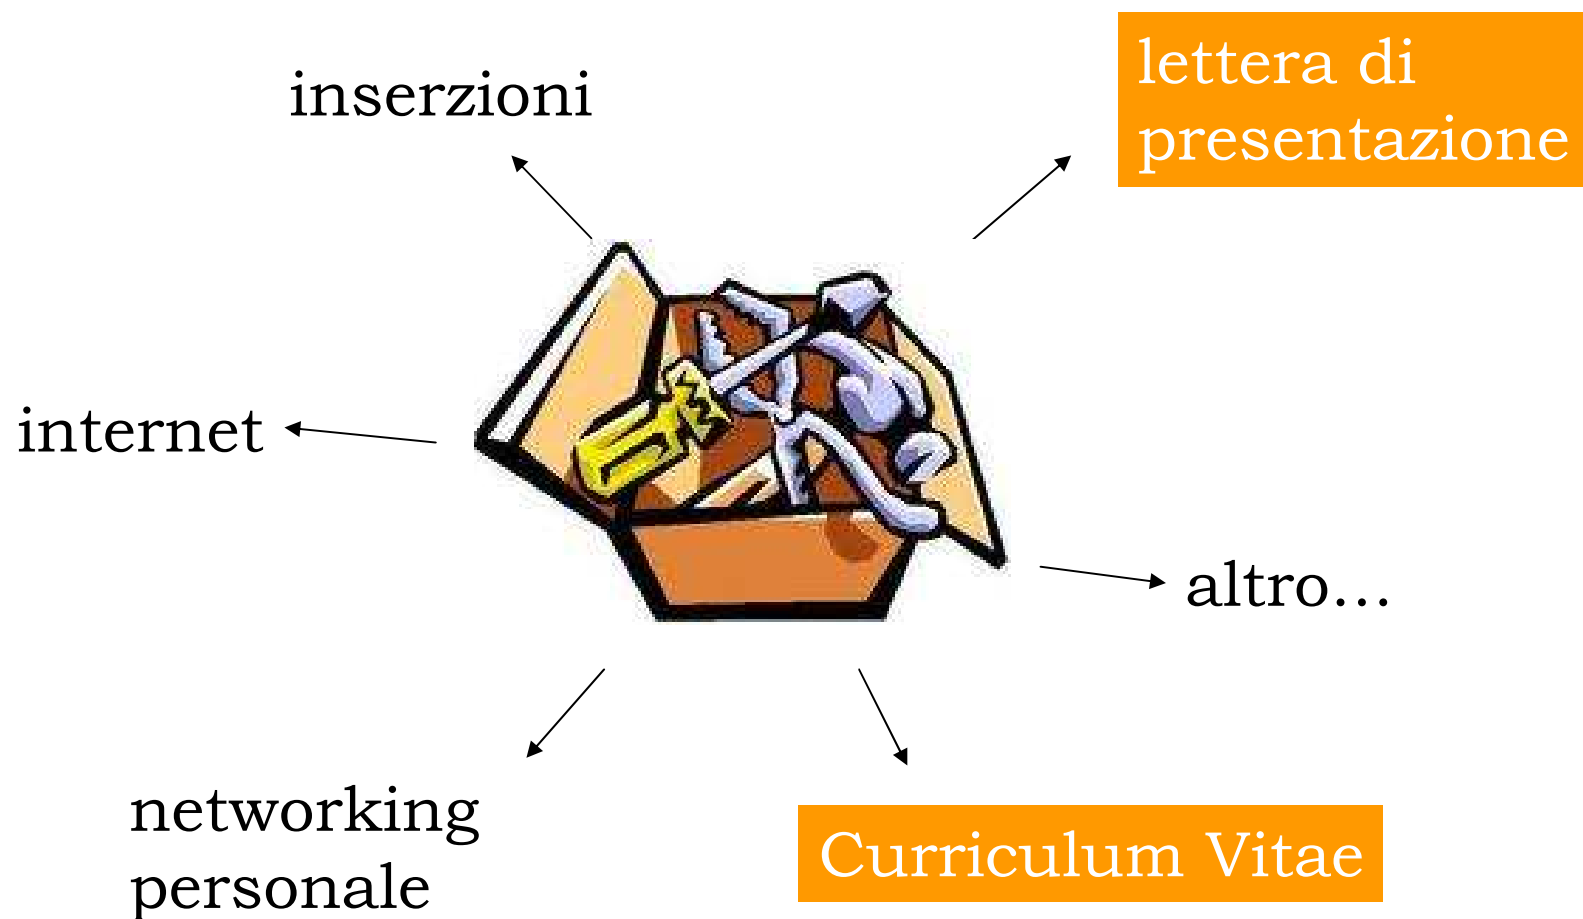 inserzioni
lettera di
presentazione
internet
altro...
networking
personale
Curriculum Vitae